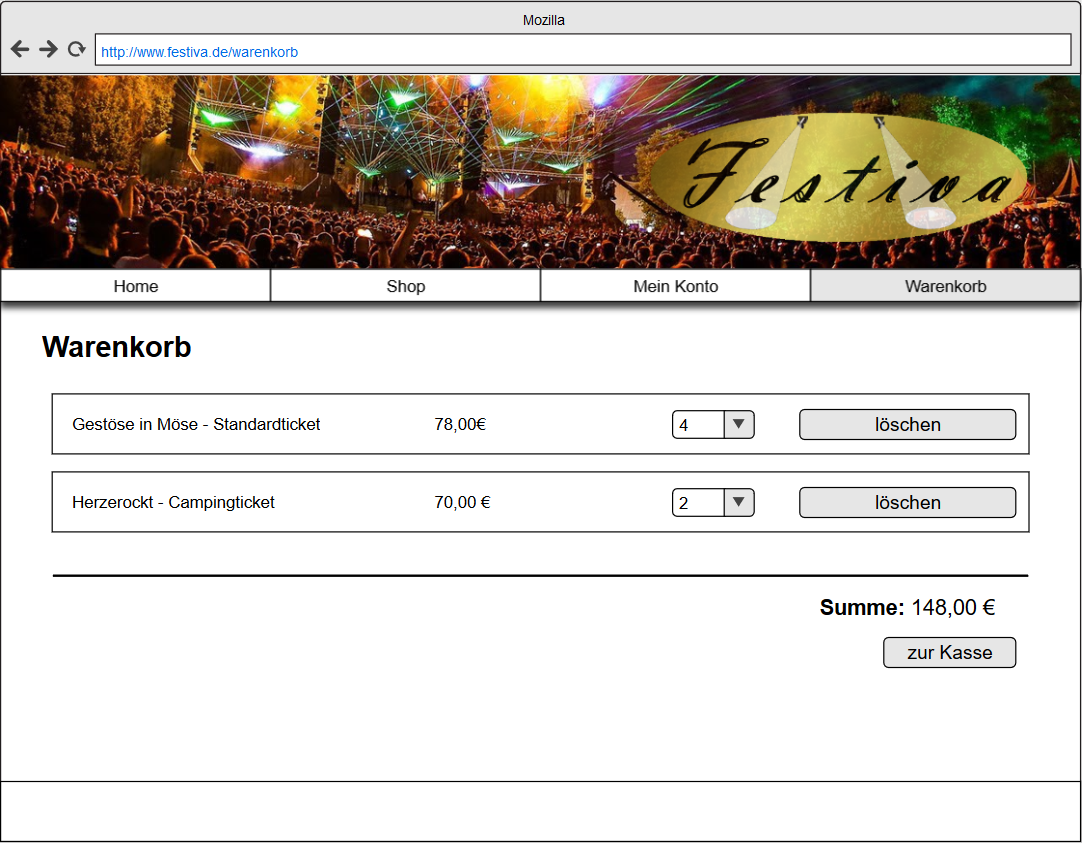 Mozilla
http://www.festiva.de/warenkorb
Festiva
Home Shop Mein Konto Warenkorb
Warenkorb
Gestöse in Möse - Standardticket 78,00€ 4 löschen
Herzerockt - Campingticket 70,00 € 2 löschen
Summe: 148,00 €
zur Kasse